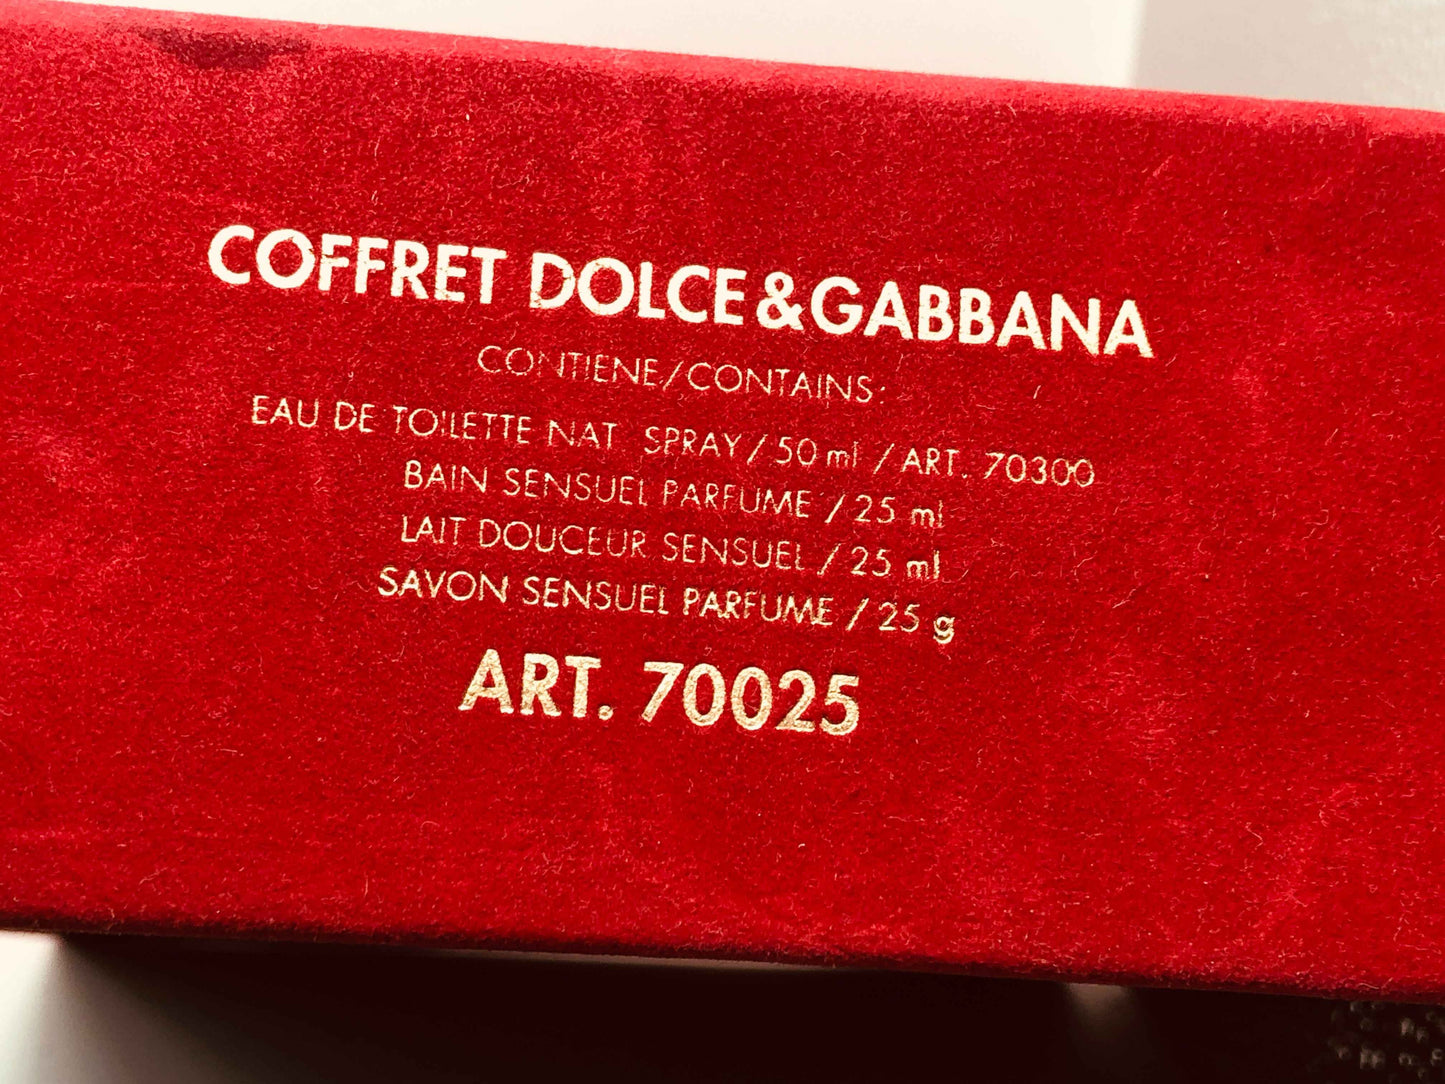 COFFRET DOLCE&GABBANA
CONTIENE/CONTAINS:
EAU DE TOILETTE NAT. SPRAY/50 ml /ART. 70300
BAIN SENSUEL PARFUME / 25 ml
LAIT DOUCEUR SENSUEL / 25 ml
SAVON SENSUEL PARFUME / 25 g
ART. 70025